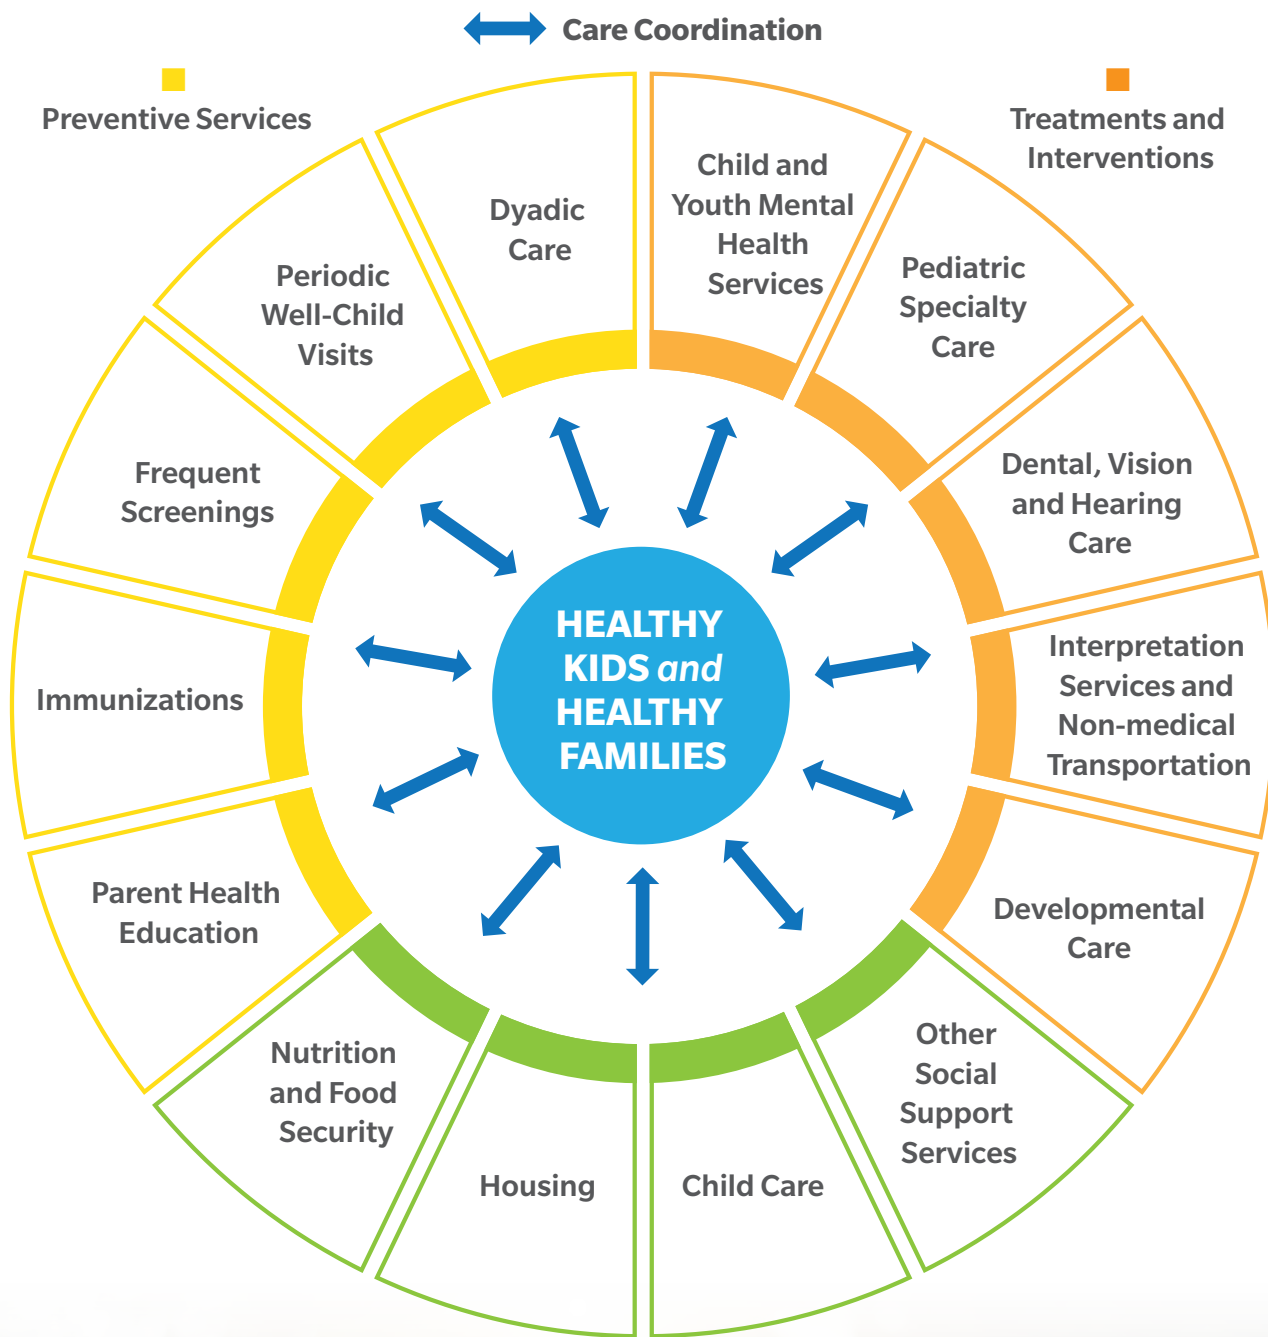 Care Coordination
Preventive Services
Treatments and
Interventions
Dyadic
Care
Child and
Youth Mental
Health
Services
Periodic
Well-Child
Visits
Pediatric
Specialty
Care
Frequent
Screenings
Dental, Vision
and Hearing
Care
Immunizations
Interpretation
Services and
Non-medical
Transportation
HEALTHY
KIDS and
HEALTHY
FAMILIES
Parent Health
Education
Developmental
Care
Nutrition
and Food
Security
Housing
Child Care
Other
Social
Support
Services